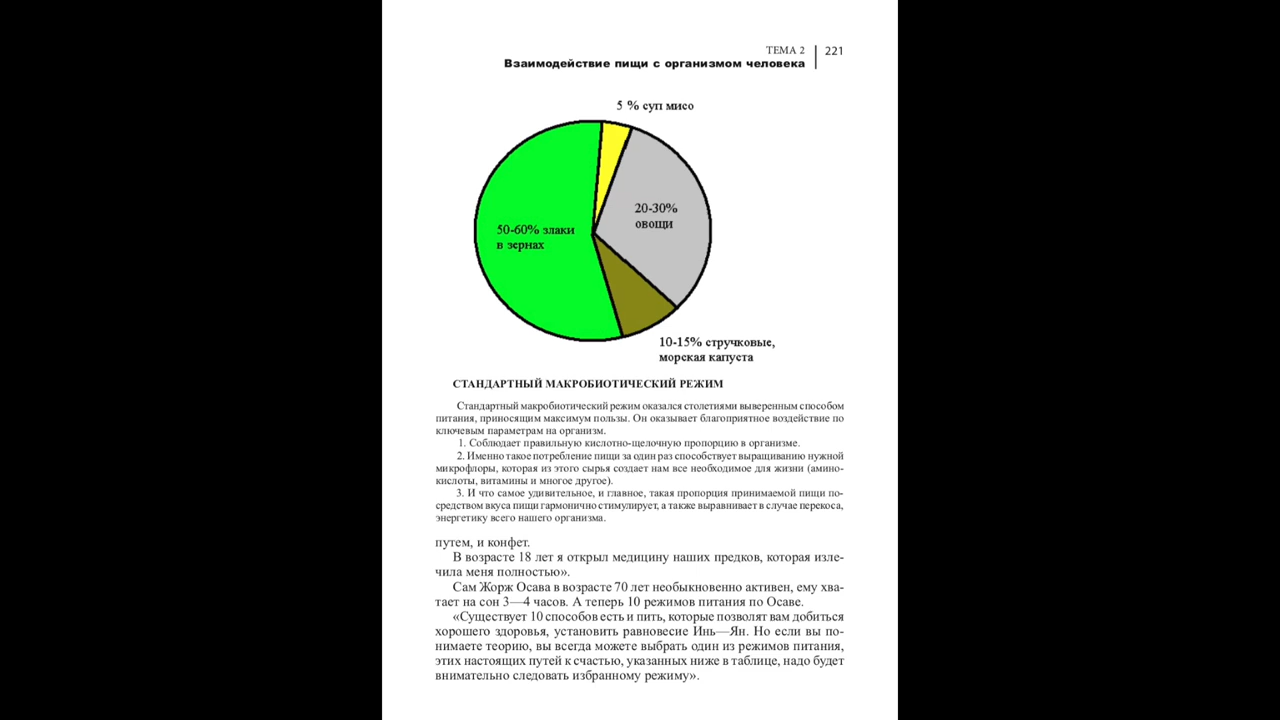 ТЕМА 2
221
Взаимодействие пищи с организмом человека
5 % суп мисо
20-30%
овощи
50-60% злаки
в зернах
10-15% стручковые,
морская капуста
СТАНДАРТНЫЙ МАКРОБИОТИЧЕСКИЙ РЕЖИМ
Стандартный макробиотический режим оказался столетиями выверенным способом
питания, приносящим максимум пользы. Он оказывает благоприятное воздействие по
ключевым параметрам на организм.
1. Соблюдает правильную кислотно-щелочную пропорцию в организме.
2. Именно такое потребление пищи за один раз способствует выращиванию нужной
микрофлоры, которая из этого сырья создает нам все необходимое для жизни (амино-
кислоты, витамины и многое другое).
3. И что самое удивительное, и главное, такая пропорция принимаемой пищи по-
средством вкуса пищи гармонично стимулирует, а также выравнивает в случае перекоса,
энергетику всего нашего организма.
путем, и конфет.
В возрасте 18 лет я открыл медицину наших предков, которая изле-
чила меня полностью».
Сам Жорж Осава в возрасте 70 лет необыкновенно активен, ему хва-
тает на сон 3—4 часов. А теперь 10 режимов питания по Осаве.
«Существует 10 способов есть и пить, которые позволят вам добиться
хорошего здоровья, установить равновесие Инь—Ян. Но если вы по-
нимаете теорию, вы всегда можете выбрать один из режимов питания,
этих настоящих путей к счастью, указанных ниже в таблице, надо будет
внимательно следовать избранному режиму».